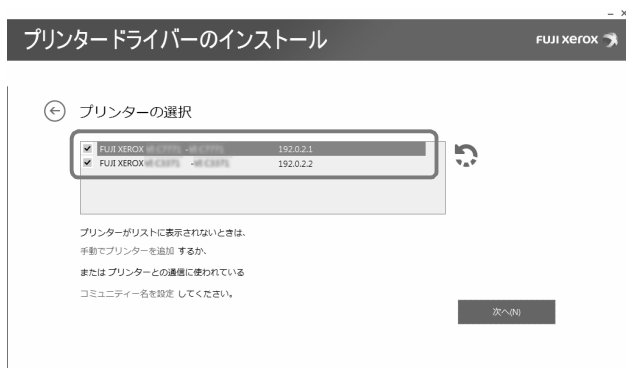 プリンタードライバーのインストール
FUJI XEROX
プリンターの選択
FUJI XEROX - 192.0.2.1
FUJI XEROX - 192.0.2.2
プリンターがリストに表示されないときは、
手動でプリンターを追加 するか、
または プリンターとの通信に使われている
コミュニティー名を設定 してください。
次へ(N)